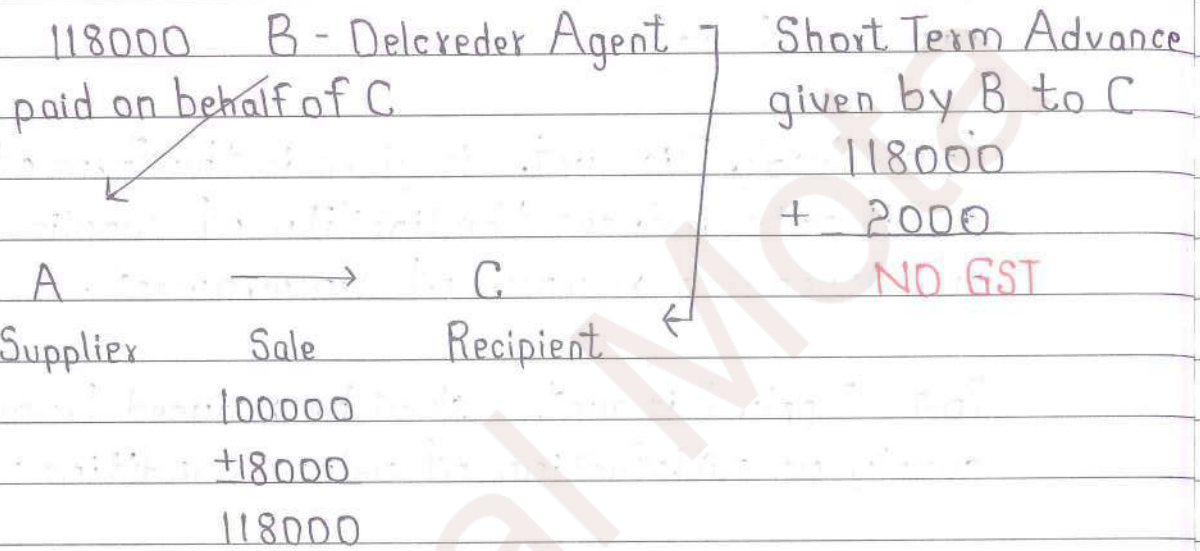 118000 B - Delcreder Agent Short Term Advance
paid on behalf of C given by B to C
118000
+ 2000
A → C NO GST
Supplier Sale Recipient
100000
+18000
118000